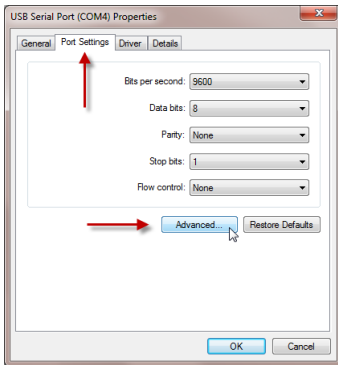 USB Serial Port (COM4) Properties
General Port Settings Driver Details
Bits per second: 9600
Data bits: 8
Parity: None
Stop bits: 1
Flow control: None
Advanced... Restore Defaults
OK Cancel